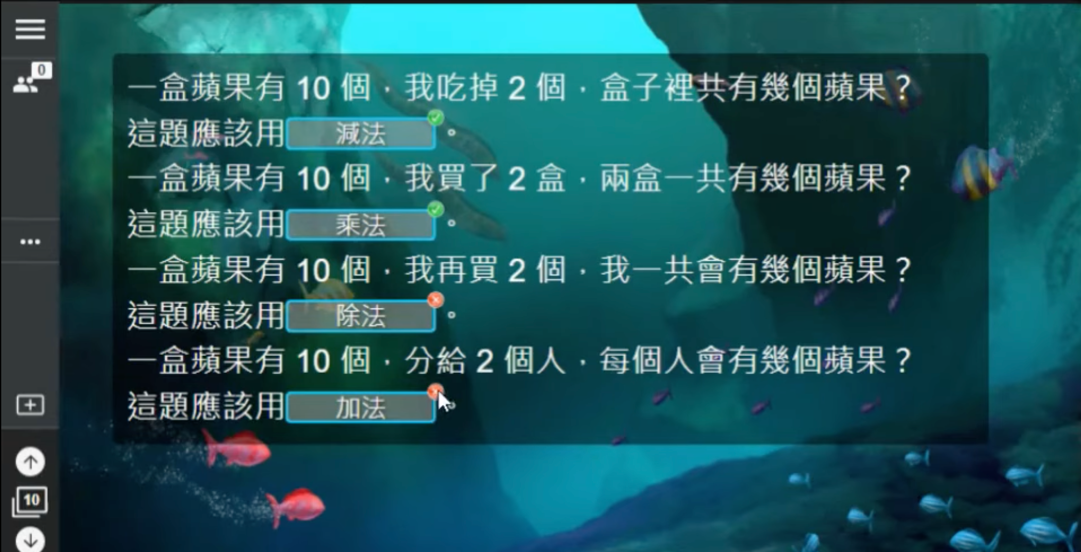 0
一盒蘋果有 10 個，我吃掉 2 個，盒子裡共有幾個蘋果？
這題應該用 減法 。
一盒蘋果有 10 個，我買了 2 盒，兩盒一共有幾個蘋果？
這題應該用 乘法 。
一盒蘋果有 10 個，我再買 2 個，我一共會有幾個蘋果？
這題應該用 除法 。
一盒蘋果有 10 個，分給 2 個人，每個人會有幾個蘋果？
這題應該用 加法 。
10